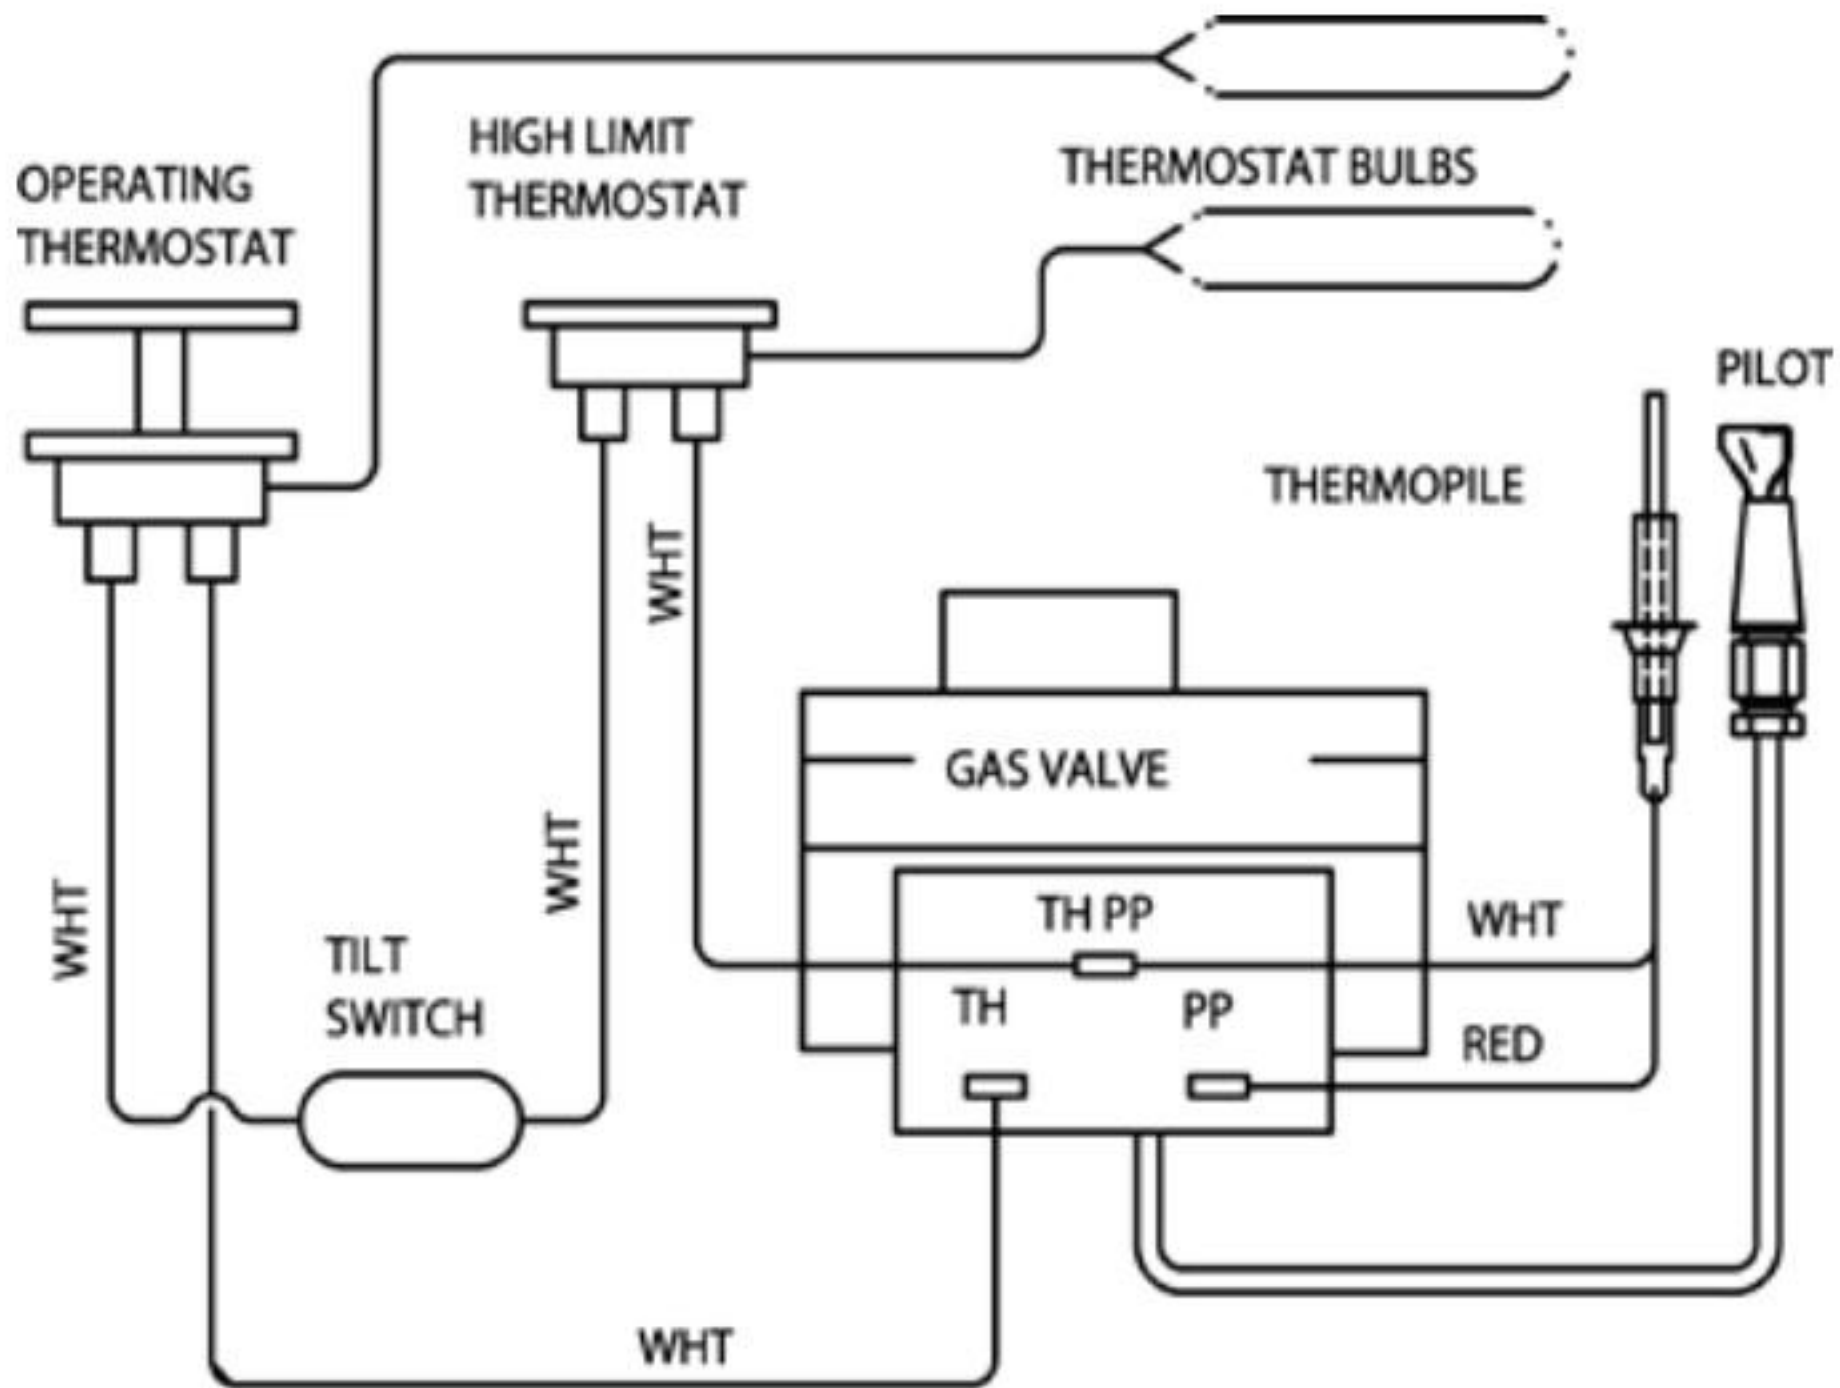 OPERATING
THERMOSTAT
HIGH LIMIT
THERMOSTAT
THERMOSTAT BULBS
PILOT
THERMOPILE
WHT
GAS VALVE
WHT
WHT
TILT
SWITCH
TH PP
TH
PP
WHT
RED
WHT